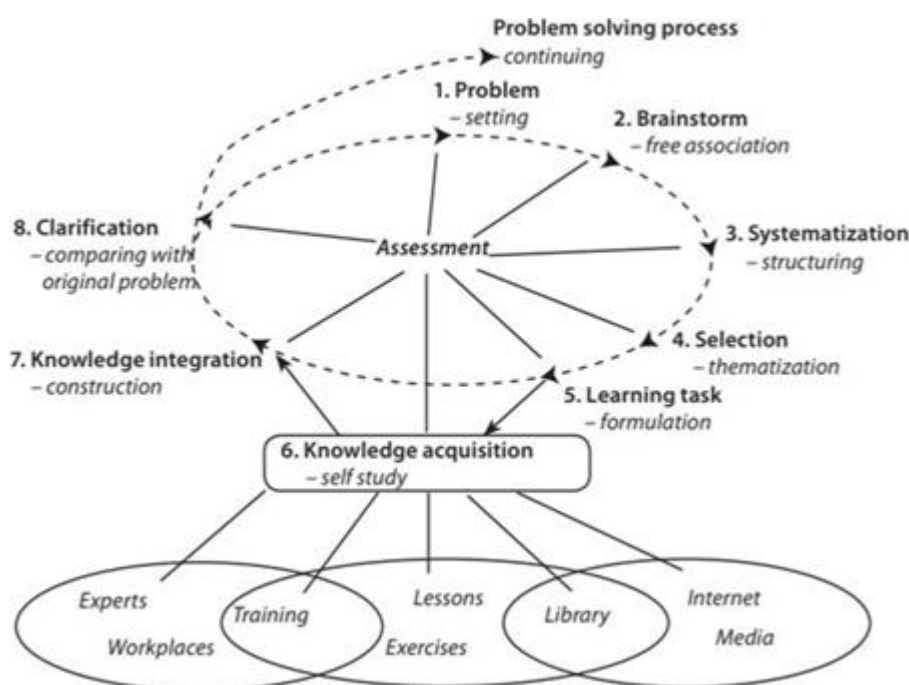 Problem solving process
continuing
1. Problem
– setting
2. Brainstorm
– free association
8. Clarification
– comparing with
original problem
Assessment
3. Systematization
– structuring
7. Knowledge integration
– construction
4. Selection
– thematization
5. Learning task
– formulation
6. Knowledge acquisition
– self study
Experts
Training
Workplaces
Lessons
Exercises
Library
Internet
Media